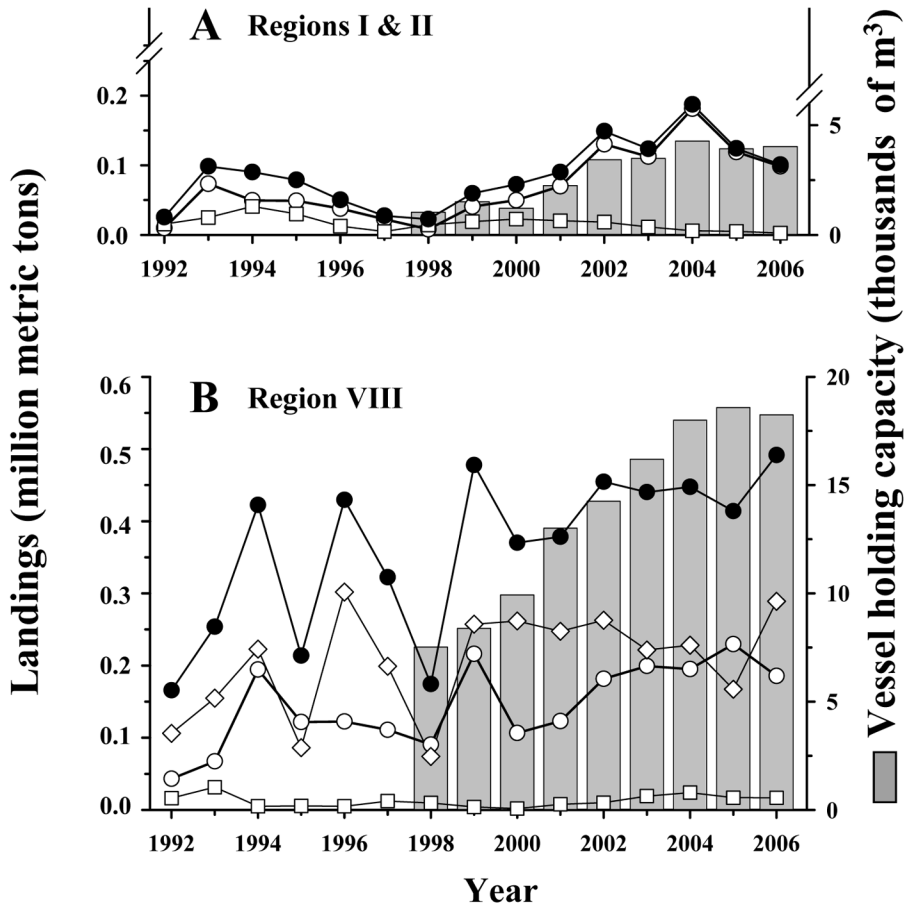 A Regions I & II
0.2
0.1
0.0
5
0
1992 1994 1996 1998 2000 2002 2004 2006
B Region VIII
0.6
0.5
0.4
0.3
0.2
0.1
0.0
20
15
10
5
0
1992 1994 1996 1998 2000 2002 2004 2006
Year
Landings (million metric tons)
Vessel holding capacity (thousands of m³)